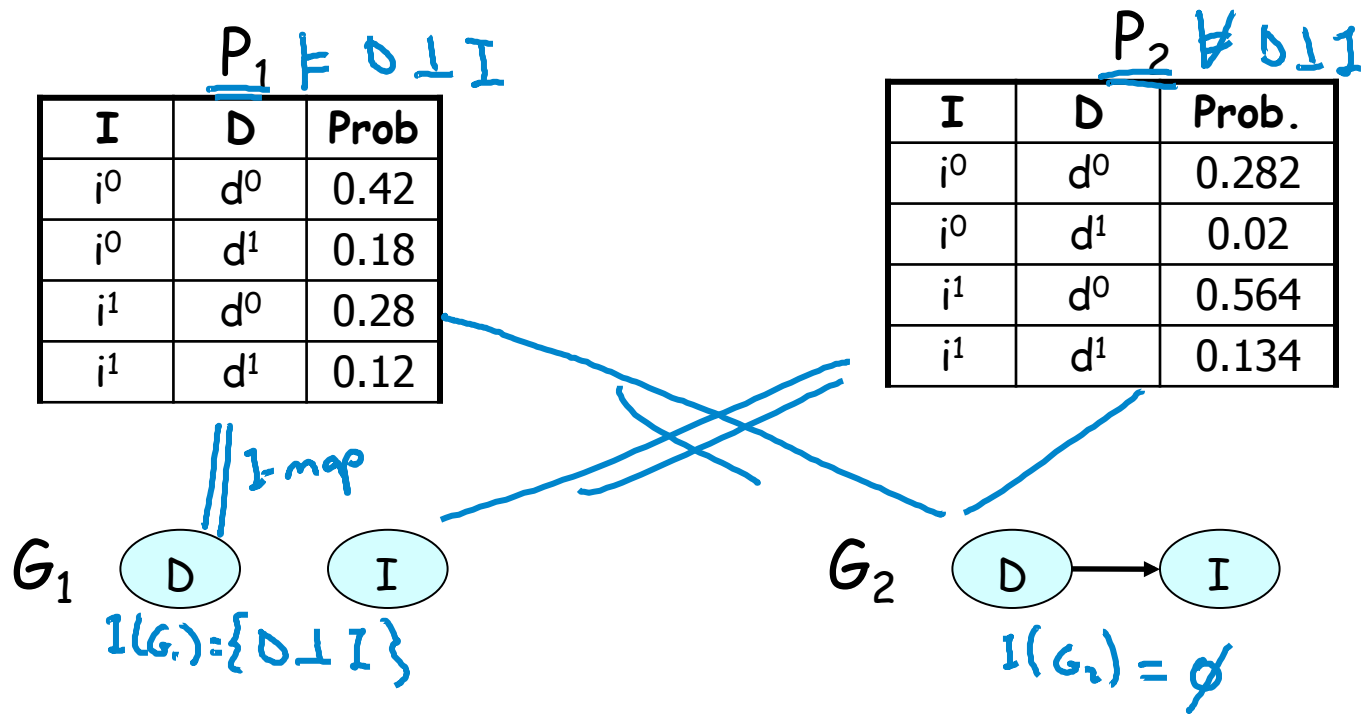 P₁ ⊨ D ⊥ I
I D Prob
i⁰ d⁰ 0.42
i⁰ d¹ 0.18
i¹ d⁰ 0.28
i¹ d¹ 0.12
P₂ ⊭ D ⊥ I
I D Prob.
i⁰ d⁰ 0.282
i⁰ d¹ 0.02
i¹ d⁰ 0.564
i¹ d¹ 0.134
I-map
G₁ D I
I(G₁)={D ⊥ I}
G₂ D I
I(G₂) = ∅